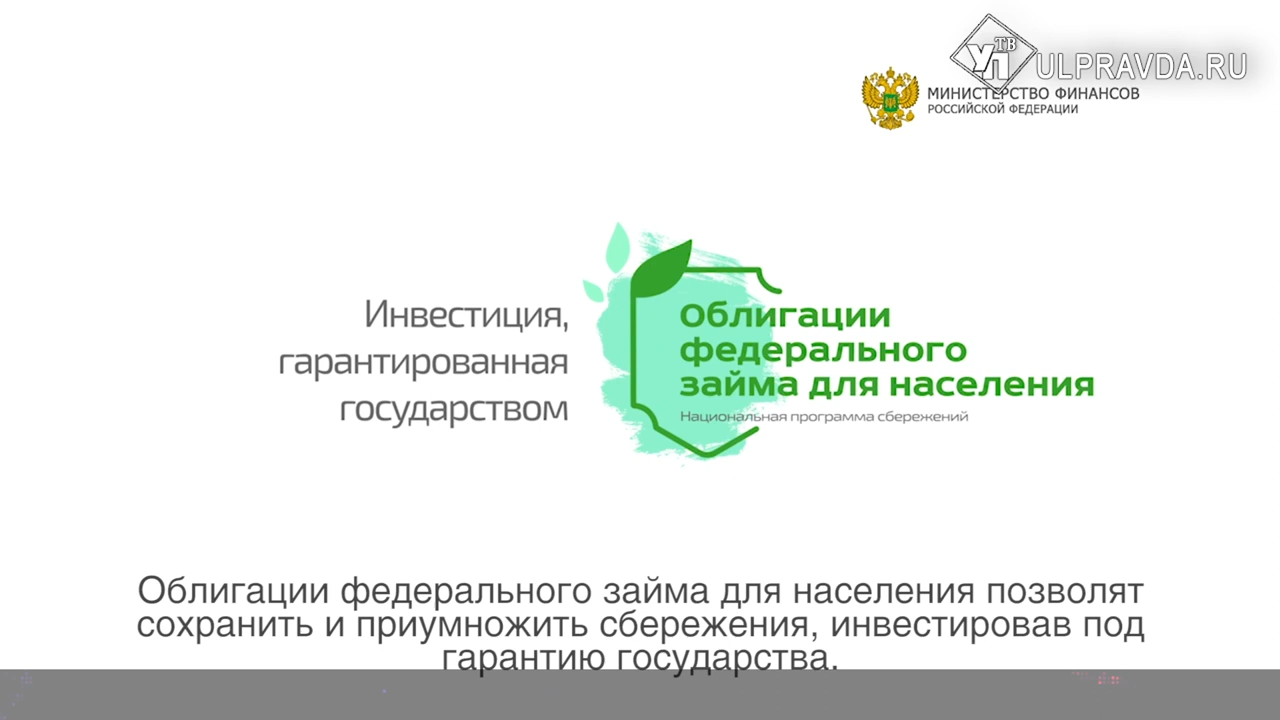 УП ТВ ULPRAVDA.RU
МИНИСТЕРСТВО ФИНАНСОВ
РОССИЙСКОЙ ФЕДЕРАЦИИ
Инвестиция,
гарантированная
государством
Облигации
федерального
займа для населения
Национальная программа сбережений
Облигации федерального займа для населения позволят
сохранить и приумножить сбережения, инвестировав под
гарантию государства.